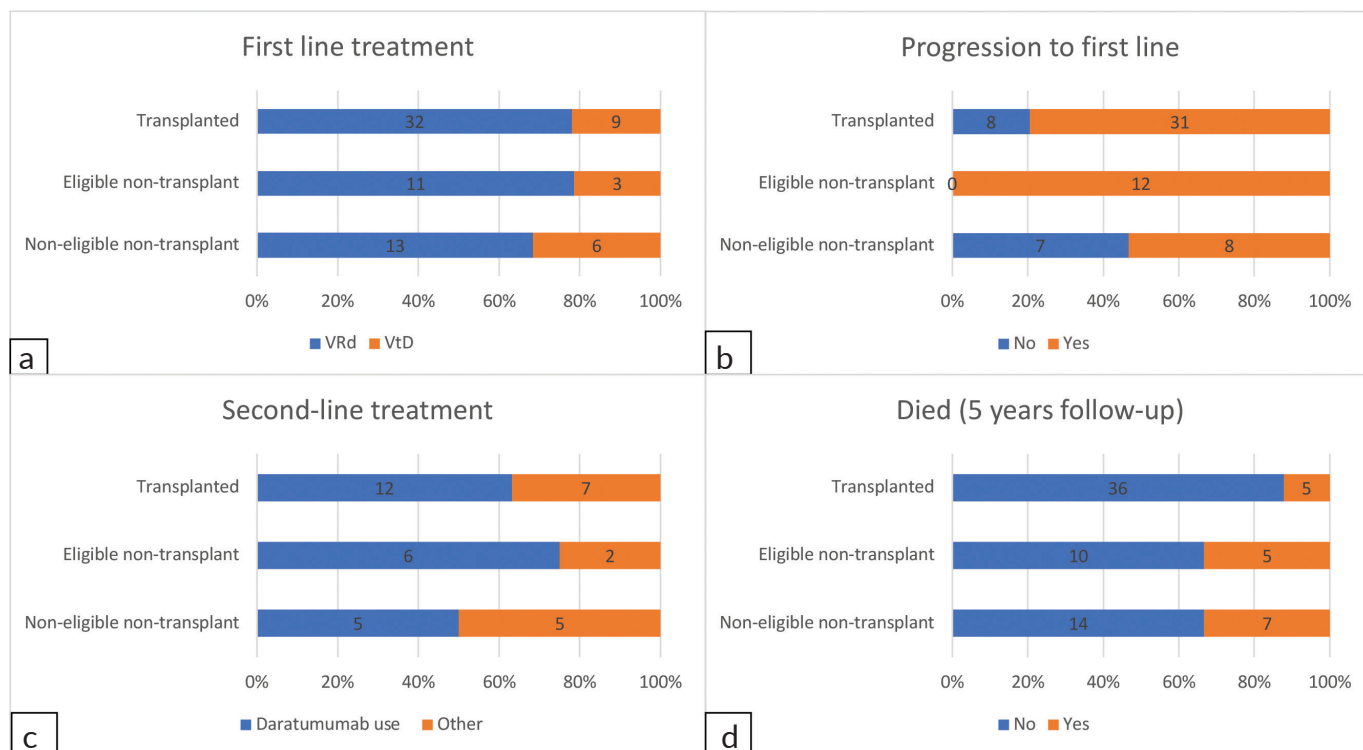 First line treatment
Transplanted
32
9
Eligible non-transplant
11
3
Non-eligible non-transplant
13
6
0% 20% 40% 60% 80% 100%
VRd VtD
a
Progression to first line
Transplanted
8
31
Eligible non-transplant
0
12
Non-eligible non-transplant
7
8
0% 20% 40% 60% 80% 100%
No Yes
b
Second-line treatment
Transplanted
12
7
Eligible non-transplant
6
2
Non-eligible non-transplant
5
5
0% 20% 40% 60% 80% 100%
Daratumumab use Other
c
Died (5 years follow-up)
Transplanted
36
5
Eligible non-transplant
10
5
Non-eligible non-transplant
14
7
0% 20% 40% 60% 80% 100%
No Yes
d